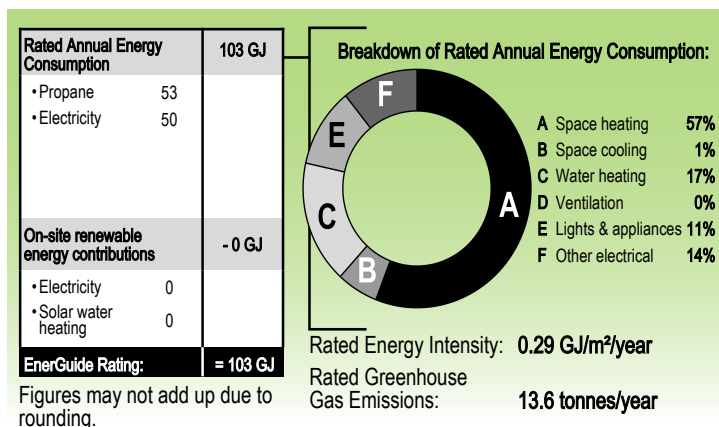 Rated Annual Energy Consumption 103 GJ
• Propane 53
• Electricity 50
On-site renewable energy contributions - 0 GJ
• Electricity 0
• Solar water heating 0
EnerGuide Rating: = 103 GJ
Figures may not add up due to
rounding.
Breakdown of Rated Annual Energy Consumption:
F
E
C
B
A
A Space heating 57%
B Space cooling 1%
C Water heating 17%
D Ventilation 0%
E Lights & appliances 11%
F Other electrical 14%
Rated Energy Intensity: 0.29 GJ/m²/year
Rated Greenhouse
Gas Emissions: 13.6 tonnes/year